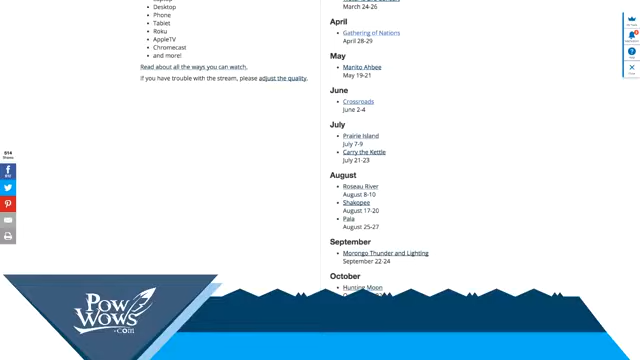 • Desktop
• Phone
• Tablet
• Roku
• AppleTV
• Chromecast
• and more!
Read about all the ways you can watch.
If you have trouble with the stream, please adjust the quality.
March 24-26
April
• Gathering of Nations
April 28-29
May
• Manito Ahbee
May 19-21
June
• Crossroads
June 2-4
July
• Prairie Island
July 7-9
• Carry the Kettle
July 21-23
August
• Roseau River
August 8-10
• Shakopee
August 17-20
• Pala
August 25-27
September
• Morongo Thunder and Lighting
September 22-24
October
• Hunting Moon
914
Shares
Pow
Wows
.com